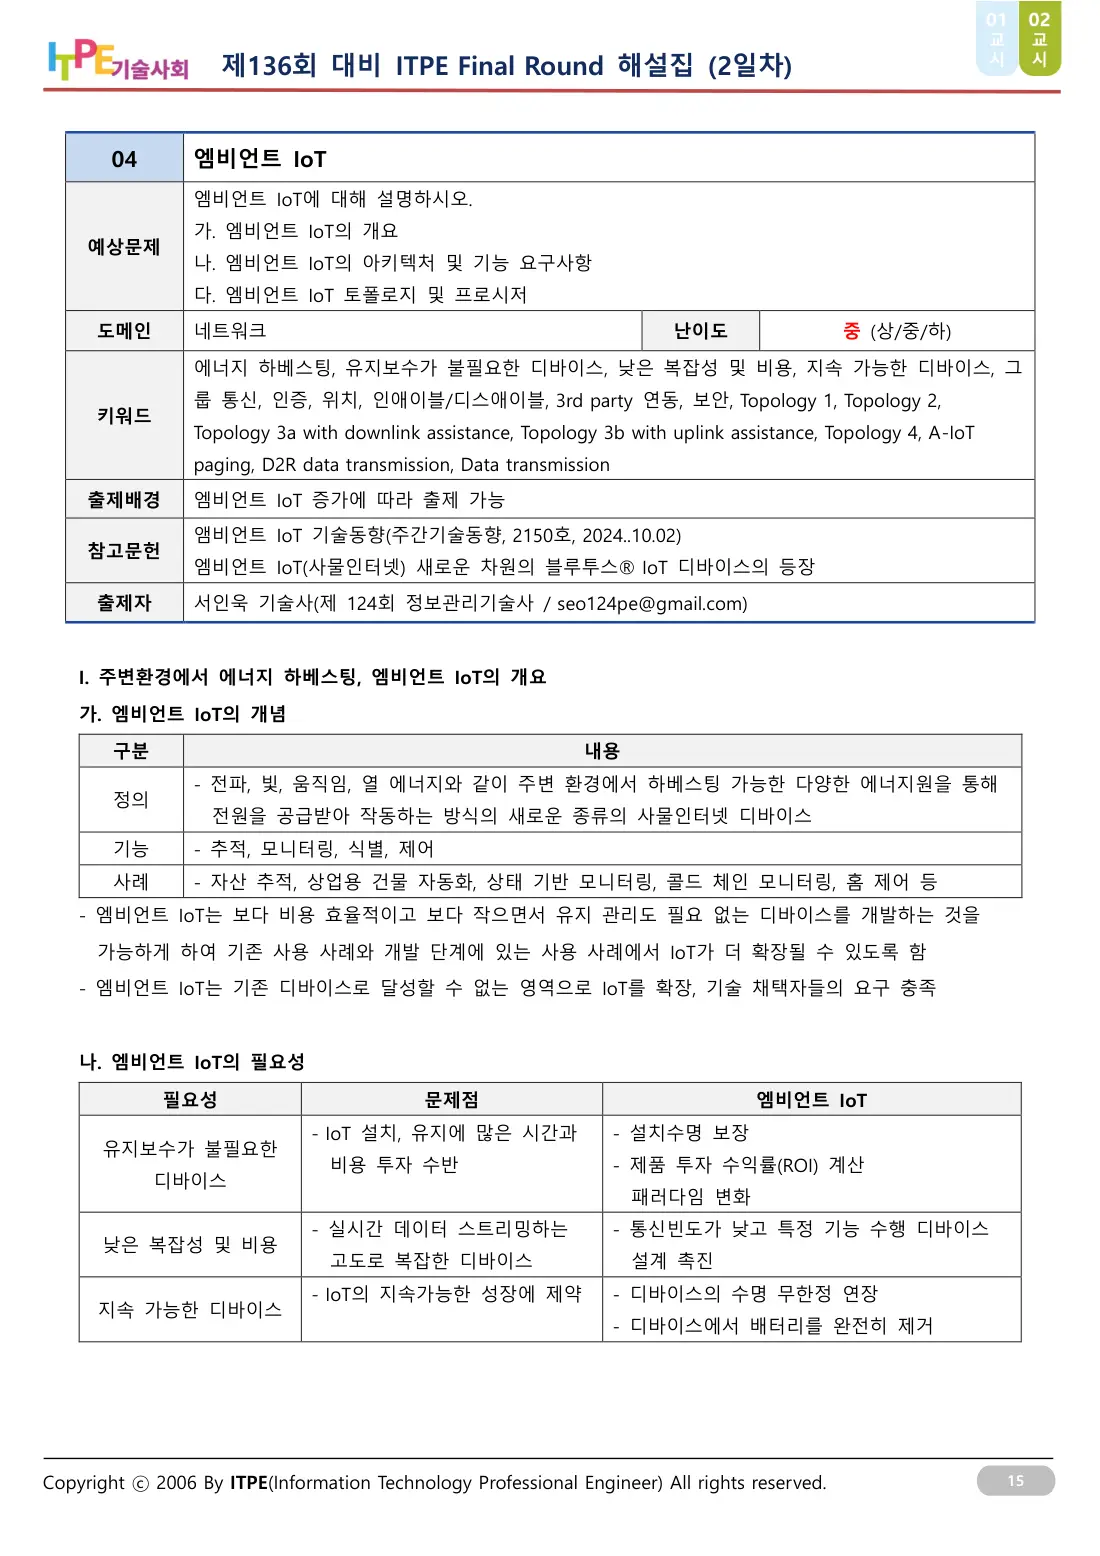 ITPE기술사회 제136회 대비 ITPE Final Round 해설집 (2일차)
01 교시
02 교시
04 엠비언트 IoT
예상문제
엠비언트 IoT에 대해 설명하시오.
가. 엠비언트 IoT의 개요
나. 엠비언트 IoT의 아키텍처 및 기능 요구사항
다. 엠비언트 IoT 토폴로지 및 프로시저
도메인 네트워크 난이도 중 (상/중/하)
키워드
에너지 하베스팅, 유지보수가 불필요한 디바이스, 낮은 복잡성 및 비용, 지속 가능한 디바이스, 그
룹 통신, 인증, 위치, 인애이블/디스애이블, 3rd party 연동, 보안, Topology 1, Topology 2,
Topology 3a with downlink assistance, Topology 3b with uplink assistance, Topology 4, A-IoT
paging, D2R data transmission, Data transmission
출제배경 엠비언트 IoT 증가에 따라 출제 가능
참고문헌
앰비언트 IoT 기술동향(주간기술동향, 2150호, 2024..10.02)
엠비언트 IoT(사물인터넷) 새로운 차원의 블루투스® IoT 디바이스의 등장
출제자 서인욱 기술사(제 124회 정보관리기술사 / seo124pe@gmail.com)
I. 주변환경에서 에너지 하베스팅, 엠비언트 IoT의 개요
가. 엠비언트 IoT의 개념
구분 내용
정의
- 전파, 빛, 움직임, 열 에너지와 같이 주변 환경에서 하베스팅 가능한 다양한 에너지원을 통해
전원을 공급받아 작동하는 방식의 새로운 종류의 사물인터넷 디바이스
기능 - 추적, 모니터링, 식별, 제어
사례 - 자산 추적, 상업용 건물 자동화, 상태 기반 모니터링, 콜드 체인 모니터링, 홈 제어 등
- 엠비언트 IoT는 보다 비용 효율적이고 보다 작으면서 유지 관리도 필요 없는 디바이스를 개발하는 것을
가능하게 하여 기존 사용 사례와 개발 단계에 있는 사용 사례에서 IoT가 더 확장될 수 있도록 함
- 엠비언트 IoT는 기존 디바이스로 달성할 수 없는 영역으로 IoT를 확장, 기술 채택자들의 요구 충족
나. 엠비언트 IoT의 필요성
필요성 문제점 엠비언트 IoT
유지보수가 불필요한
디바이스
- IoT 설치, 유지에 많은 시간과
비용 투자 수반
- 설치수명 보장
- 제품 투자 수익률(ROI) 계산
패러다임 변화
낮은 복잡성 및 비용
- 실시간 데이터 스트리밍하는
고도로 복잡한 디바이스
- 통신빈도가 낮고 특정 기능 수행 디바이스
설계 촉진
지속 가능한 디바이스
- IoT의 지속가능한 성장에 제약
- 디바이스의 수명 무한정 연장
- 디바이스에서 배터리를 완전히 제거
Copyright ⓒ 2006 By ITPE(Information Technology Professional Engineer) All rights reserved.
15